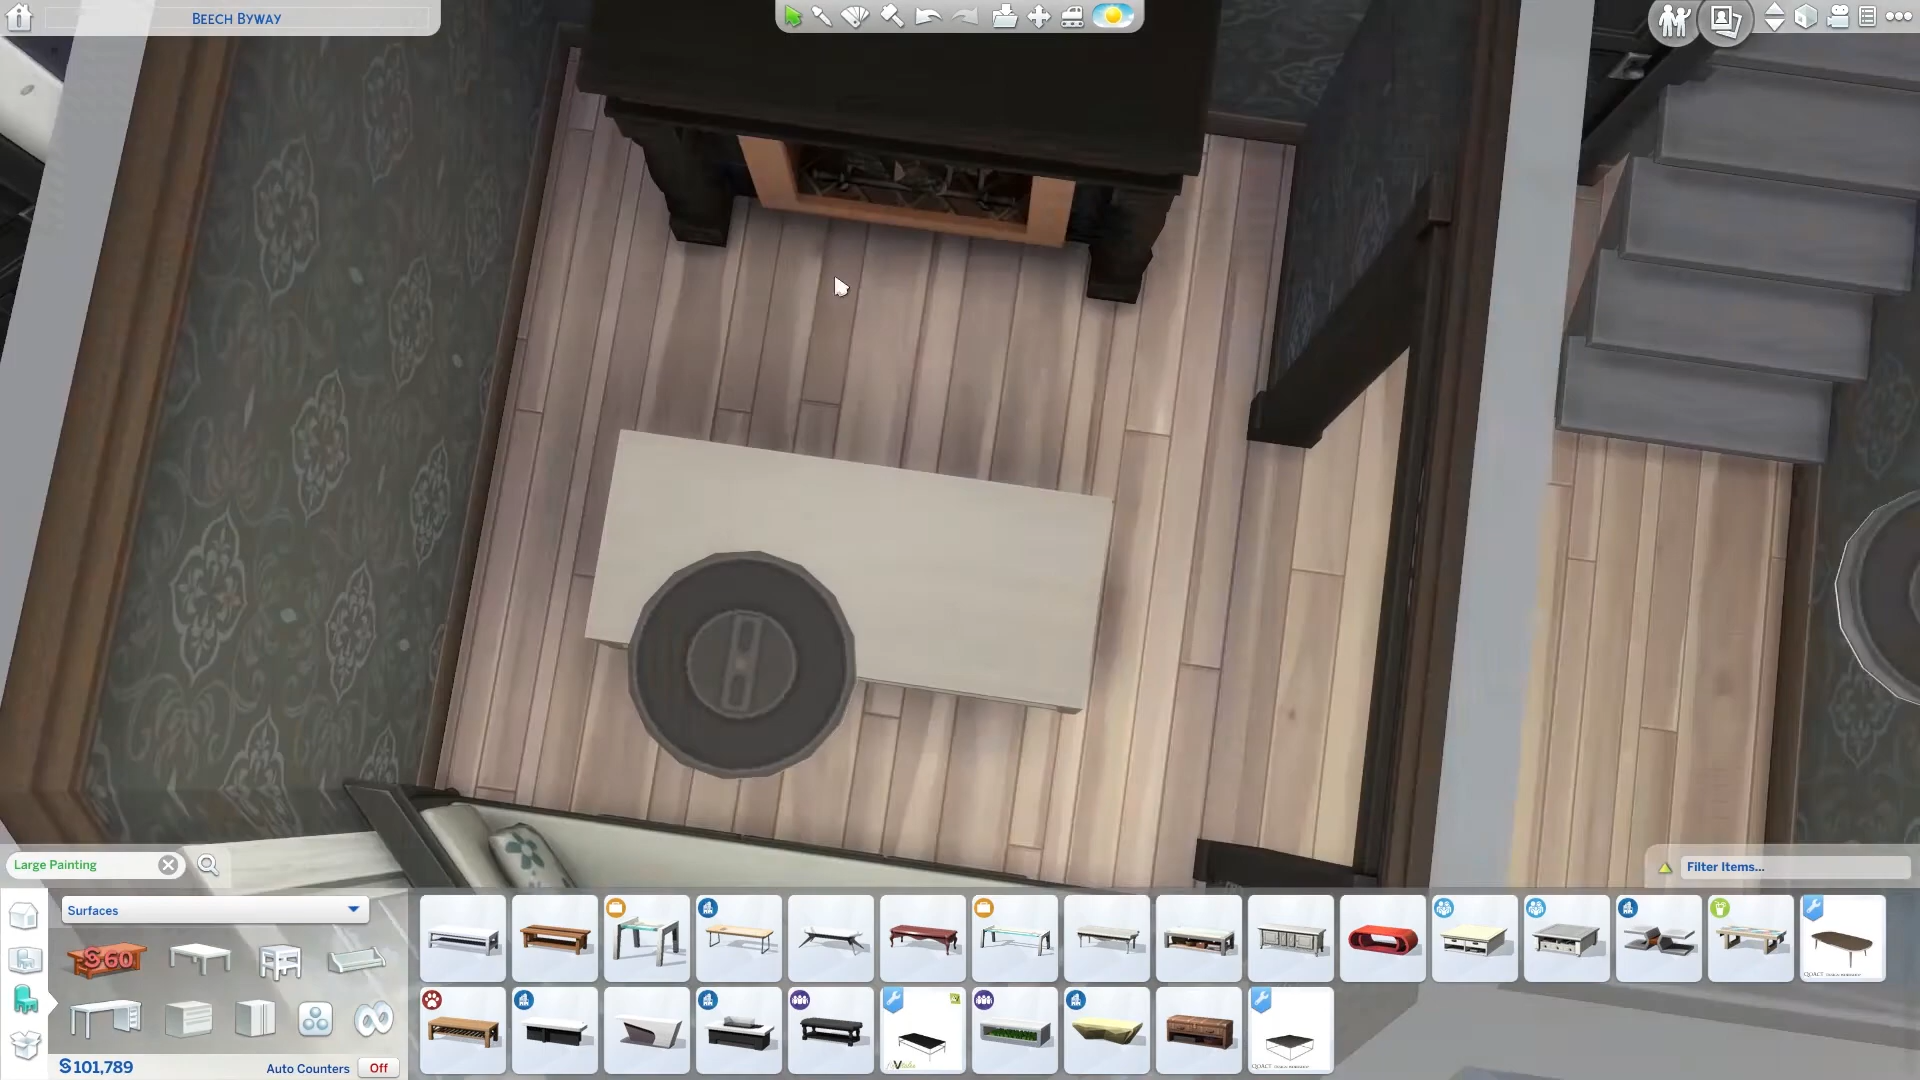 BEECH BYWAY
Large Painting
Filter Items...
Surfaces
§60
§101,789
Auto Counters
Off